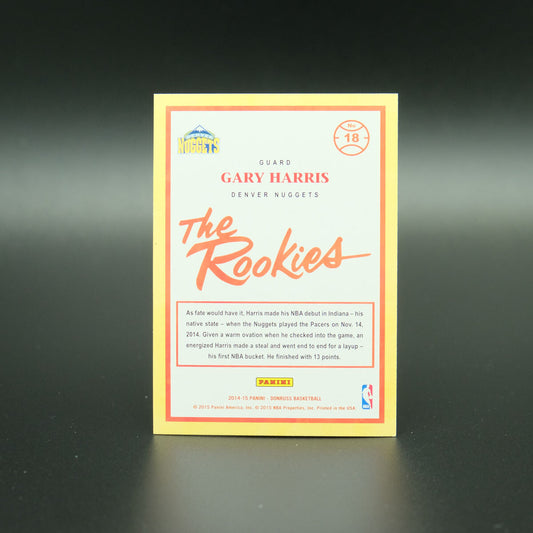 NUGGETS
No
18
GUARD
GARY HARRIS
DENVER NUGGETS
The
Rookies
As fate would have it, Harris made his NBA debut in Indiana – his
native state – when the Nuggets played the Pacers on Nov. 14,
2014. Given a warm ovation when he checked into the game, an
energized Harris made a steal and went end to end for a layup –
his first NBA bucket. He finished with 13 points.
PANINI
2014-15 PANINI - DONRUSS BASKETBALL
© 2015 Panini America, Inc. © 2015 NBA Properties, Inc. Printed in the USA.